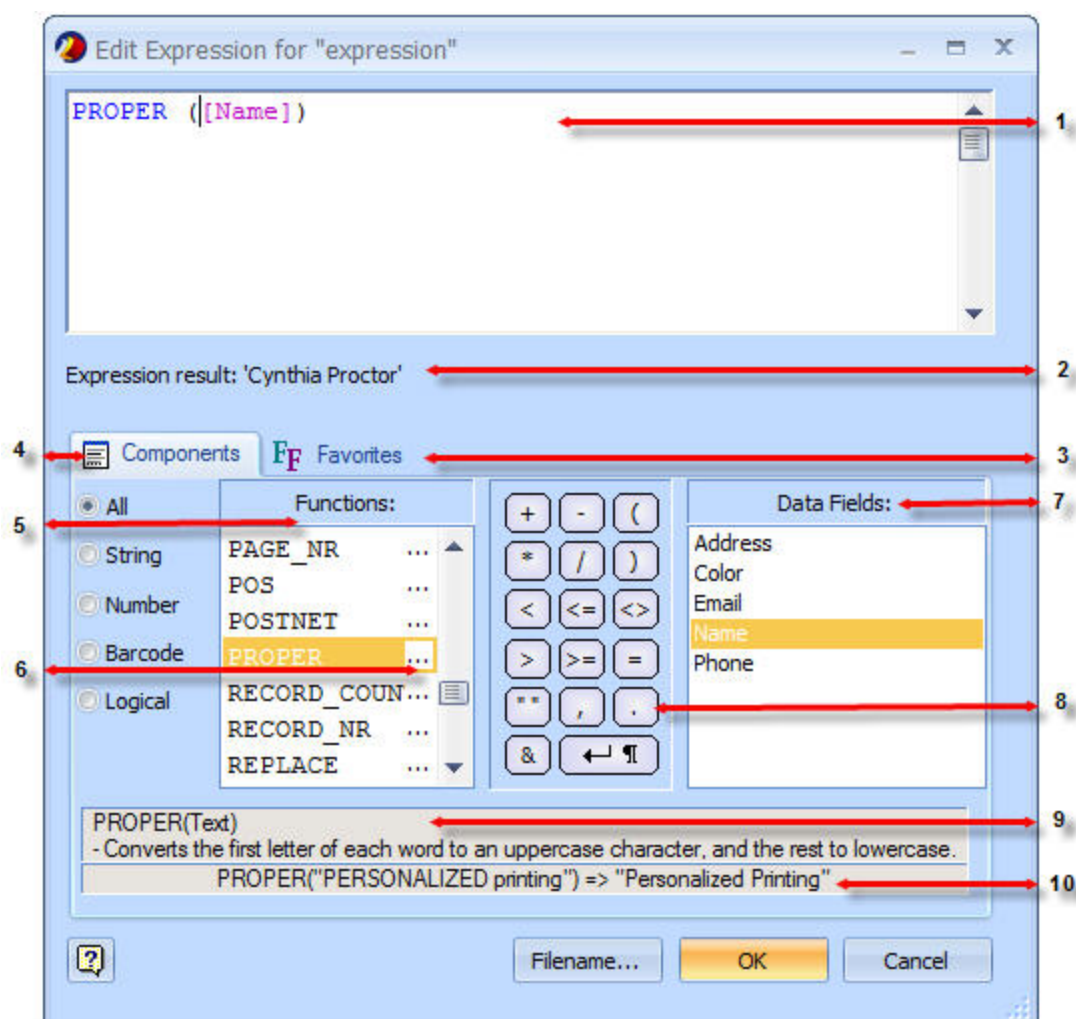 Edit Expression for "expression"
PROPER ([Name])
1
Expression result: 'Cynthia Proctor'
2
4
Components
FF Favorites
3
All
String
Number
Barcode
Logical
5
6
Functions:
PAGE_NR ...
POS ...
POSTNET ...
PROPER ...
RECORD_COUN...
RECORD_NR ...
REPLACE ...
+ - (
* / )
< <= <>
> >= =
" " , .
& ↵ ¶
8
Data Fields:
7
Address
Color
Email
Name
Phone
PROPER(Text)
- Converts the first letter of each word to an uppercase character, and the rest to lowercase.
9
PROPER("PERSONALIZED printing") => "Personalized Printing"
10
?
Filename...
OK
Cancel